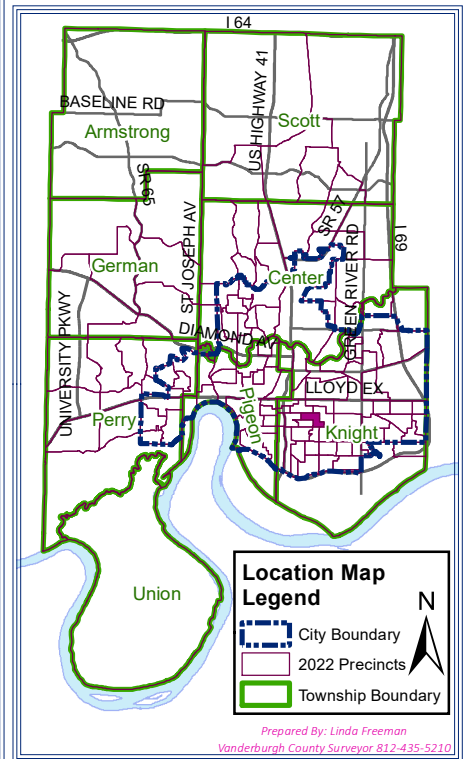 I 64
US HIGHWAY 41
BASELINE RD
Scott
Armstrong
SR 65
ST JOSEPH AV
SR 57
GREEN RIVER RD
I 69
German
Center
UNIVERSITY PKWY
DIAMOND AV
LLOYD EX
Perry
Pigeon
Knight
Union
Location Map
Legend
N
City Boundary
2022 Precincts
Township Boundary
Prepared By: Linda Freeman
Vanderburgh County Surveyor 812-435-5210